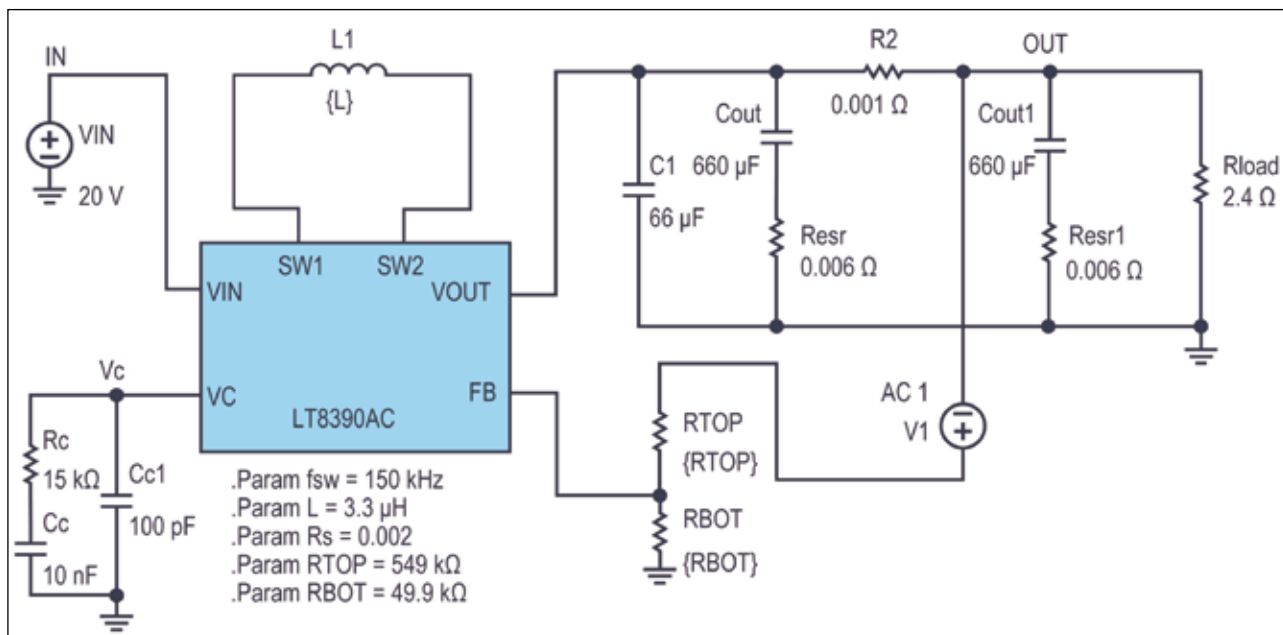 IN
VIN
20 V
L1
{L}
SW1
SW2
VIN
VOUT
VC
FB
LT8390AC
Vc
Rc
15 kΩ
Cc1
100 pF
Cc
10 nF
.Param fsw = 150 kHz
.Param L = 3.3 µH
.Param Rs = 0.002
.Param RTOP = 549 kΩ
.Param RBOT = 49.9 kΩ
C1
66 µF
Cout
660 µF
Resr
0.006 Ω
R2
0.001 Ω
OUT
Cout1
660 µF
Resr1
0.006 Ω
Rload
2.4 Ω
AC 1
V1
RTOP
{RTOP}
RBOT
{RBOT}